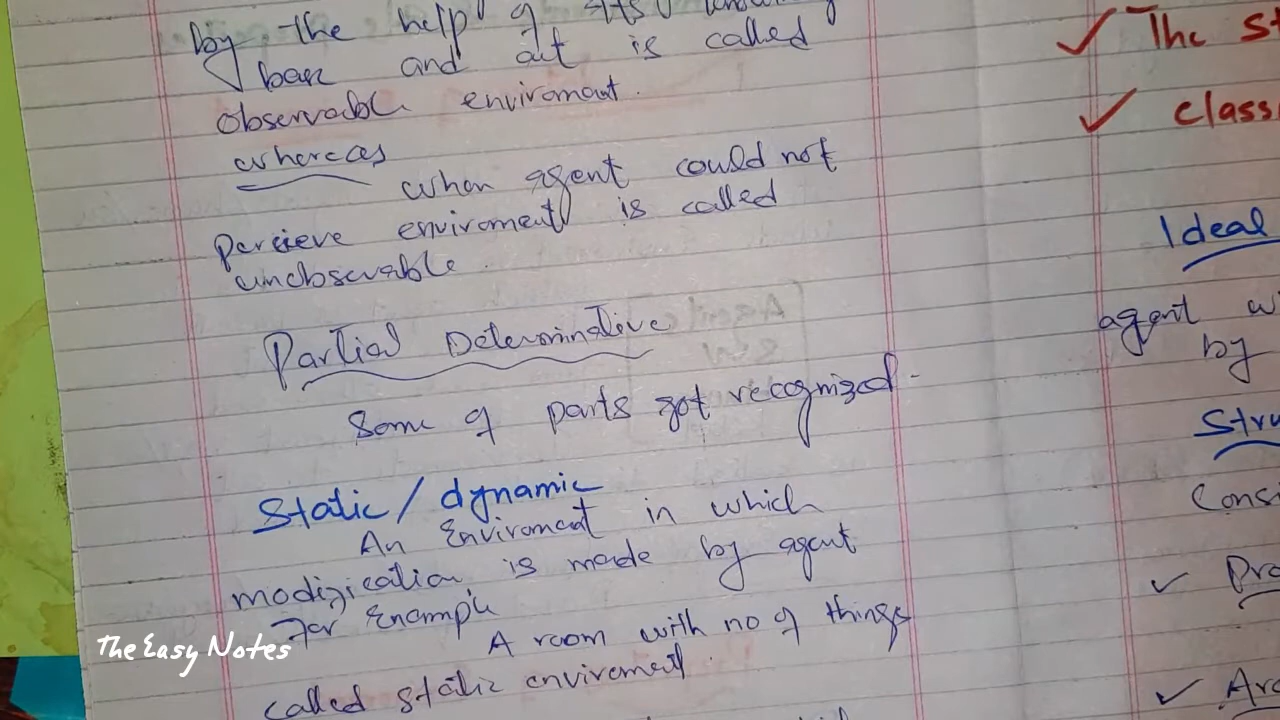 by the help of its
base and act is called
observable enviroment.
whereas
when agent could not
percieve enviroment is called
unobservable.
Partial Determinative
Some of parts got recognized.
Static / dynamic
An Enviroment in which
modification is made by agent
For Example
A room with no of things
called static enviroment.
The Easy Notes
✓ The St
✓ Class
Ideal
agent w
by
Stru
Cons
✓ Pro
✓ Arc